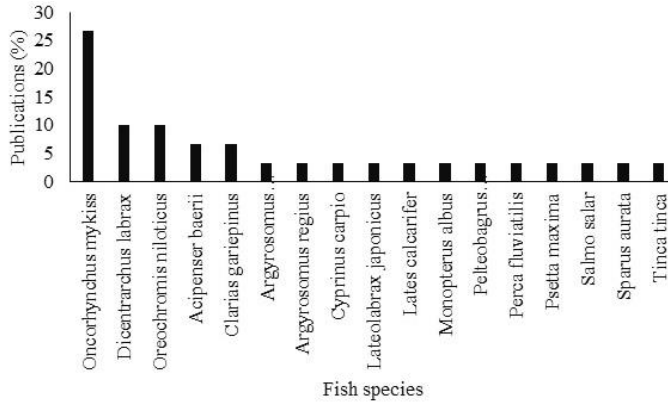 Publications (%)
30
25
20
15
10
5
0
Oncorhynchus mykiss
Dicentrarchus labrax
Oreochromis niloticus
Acipenser baerii
Clarias gariepinus
Argyrosomus...
Argyrosomus regius
Cyprinus carpio
Lateolabrax japonicus
Lates calcarifer
Monopterus albus
Pelteobagrus...
Perca fluviatilis
Psetta maxima
Salmo salar
Sparus aurata
Tinca tinca
Fish species